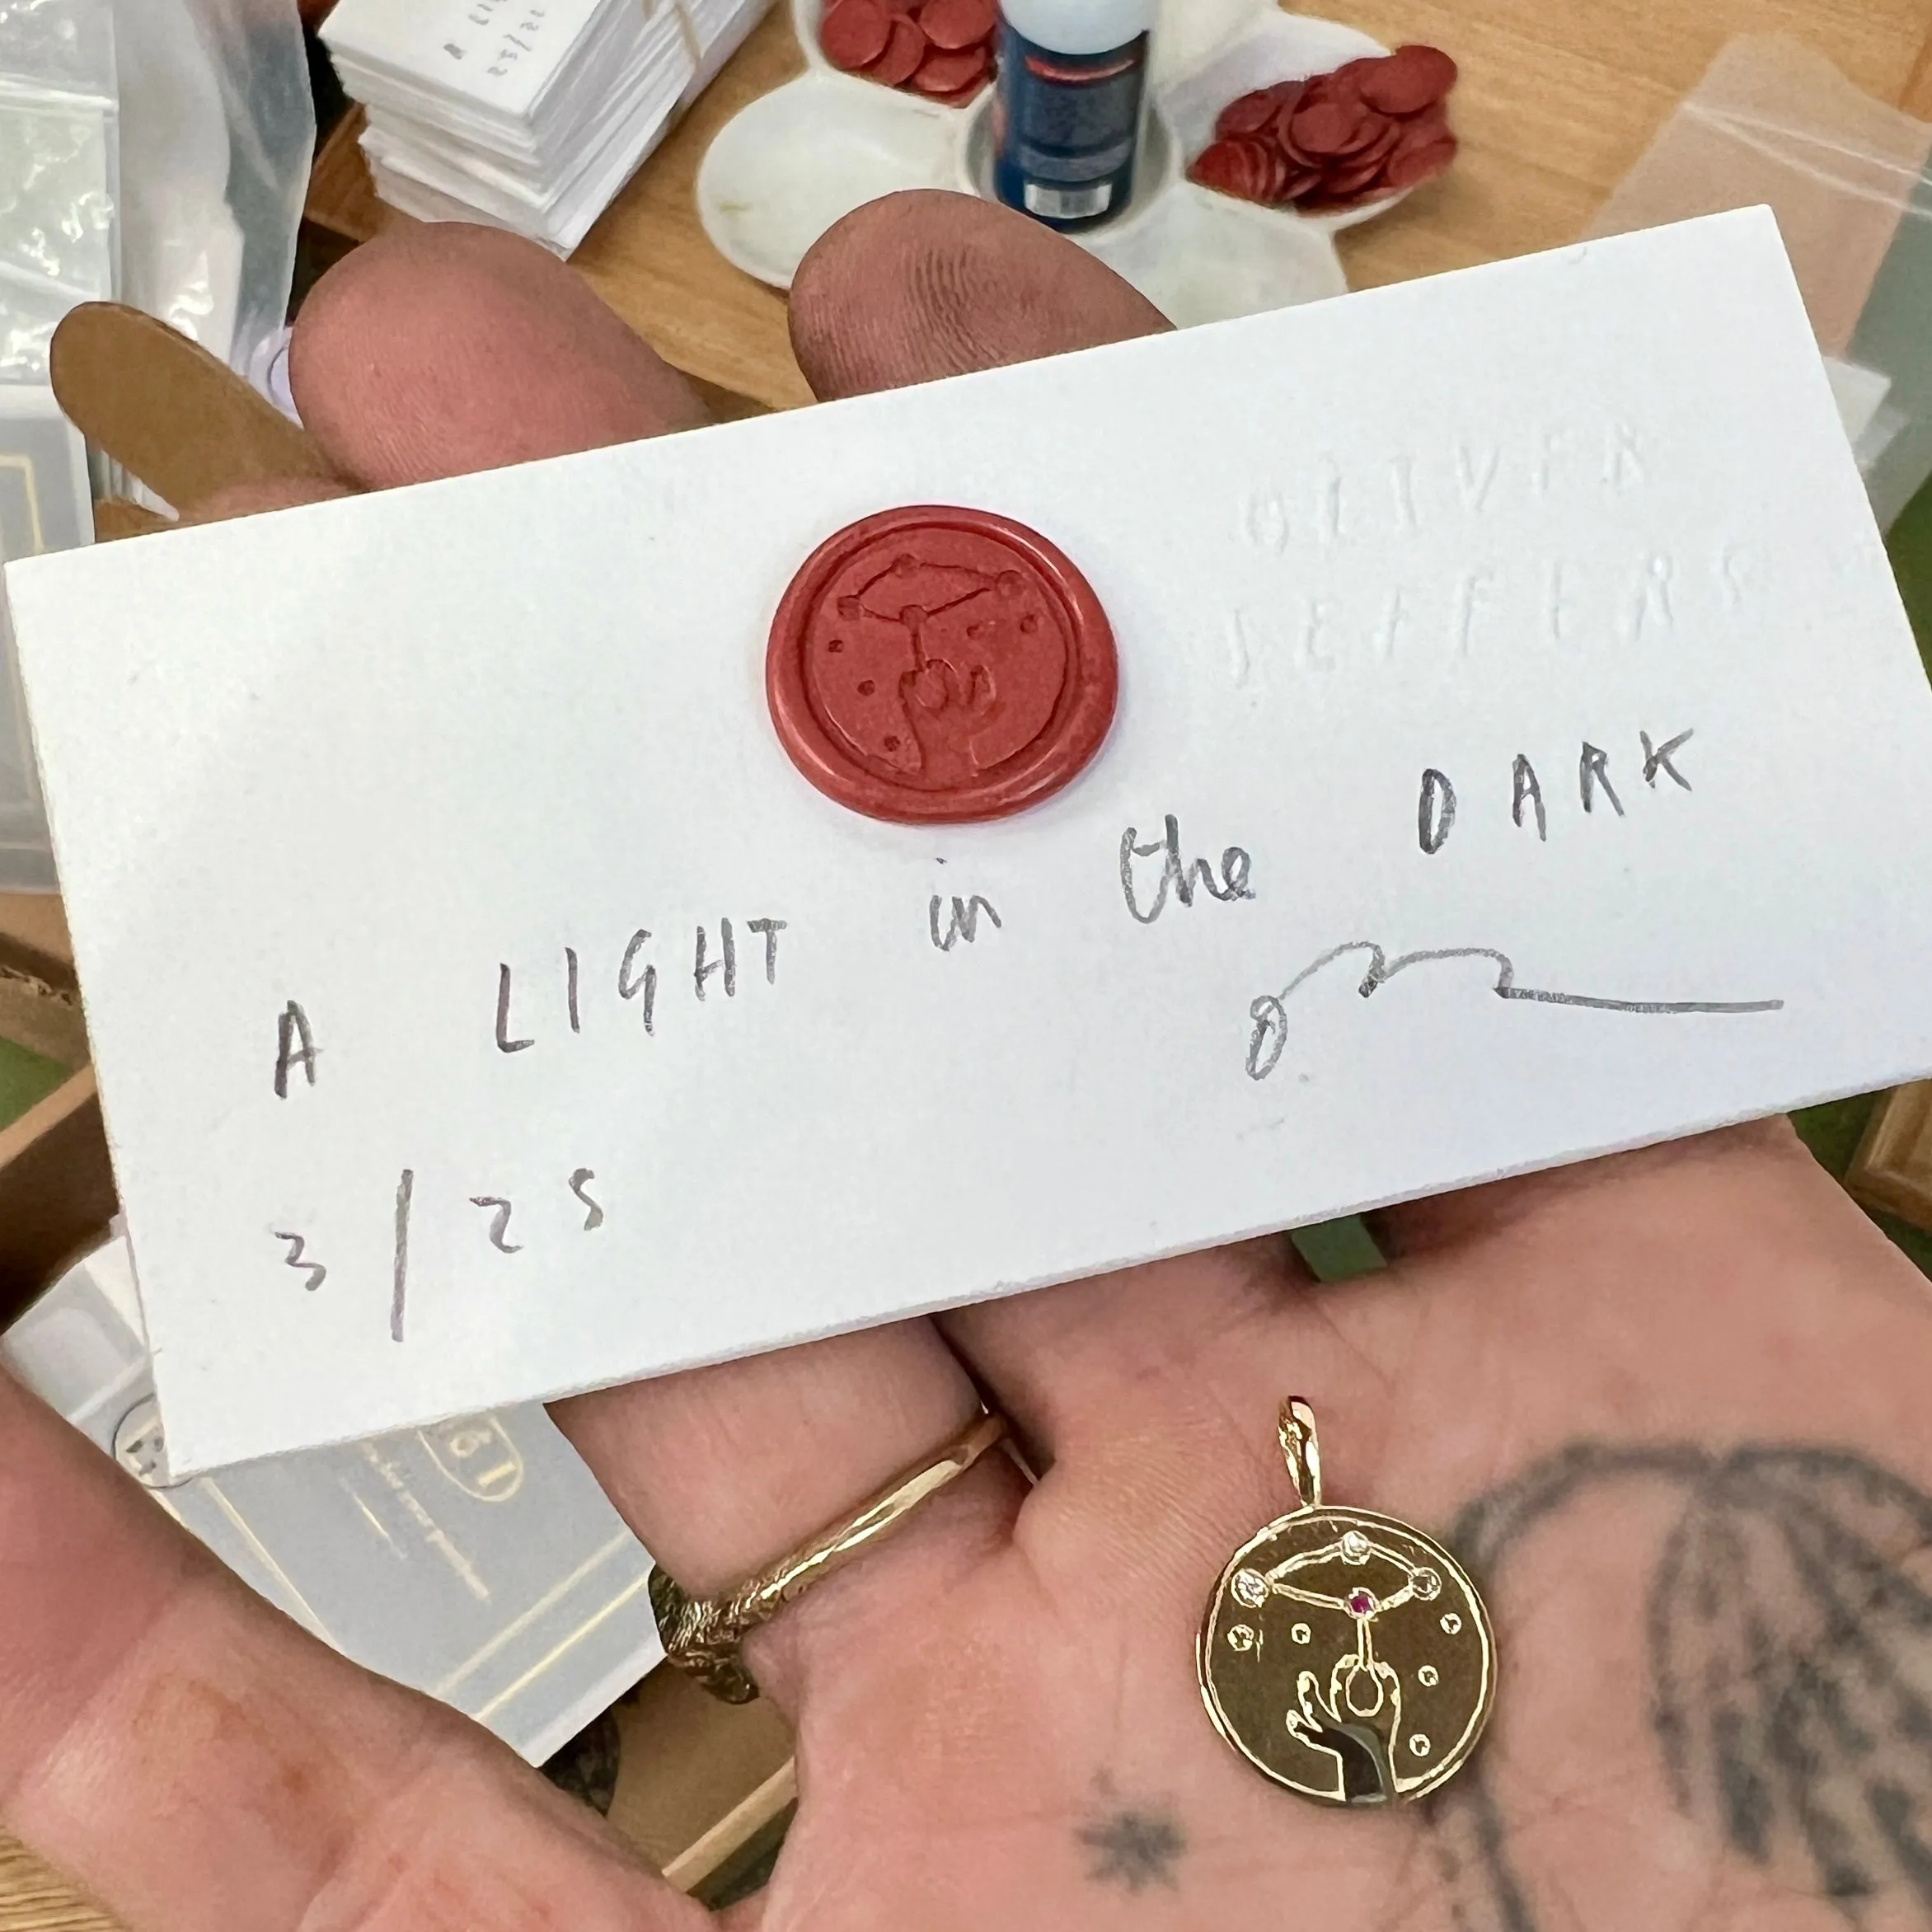 OLIVER
JEFFERS
A LIGHT in the DARK
3/25